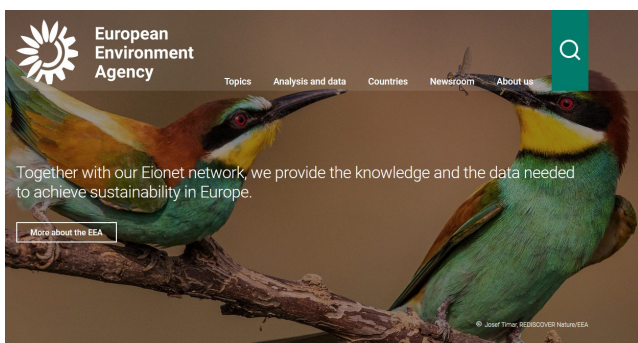 European
Environment
Agency
Topics
Analysis and data
Countries
Newsroom
About us
Together with our Eionet network, we provide the knowledge and the data needed
to achieve sustainability in Europe.
More about the EEA
© Josef Timar, REDISCOVER Nature/EEA